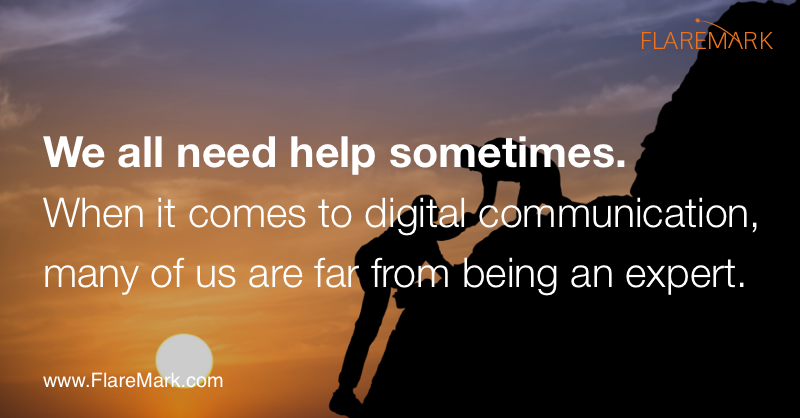 FLAREMARK
We all need help sometimes.
When it comes to digital communication,
many of us are far from being an expert.
www.FlareMark.com